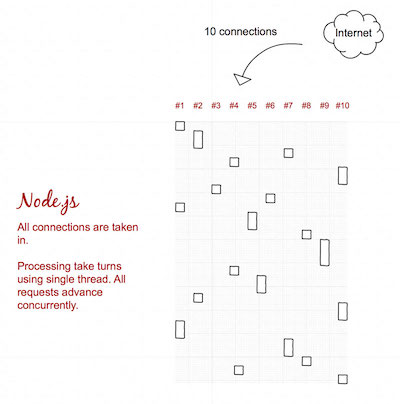 10 connections
Internet
#1 #2 #3 #4 #5 #6 #7 #8 #9 #10
Node.js
All connections are taken
in.
Processing take turns
using single thread. All
requests advance
concurrently.